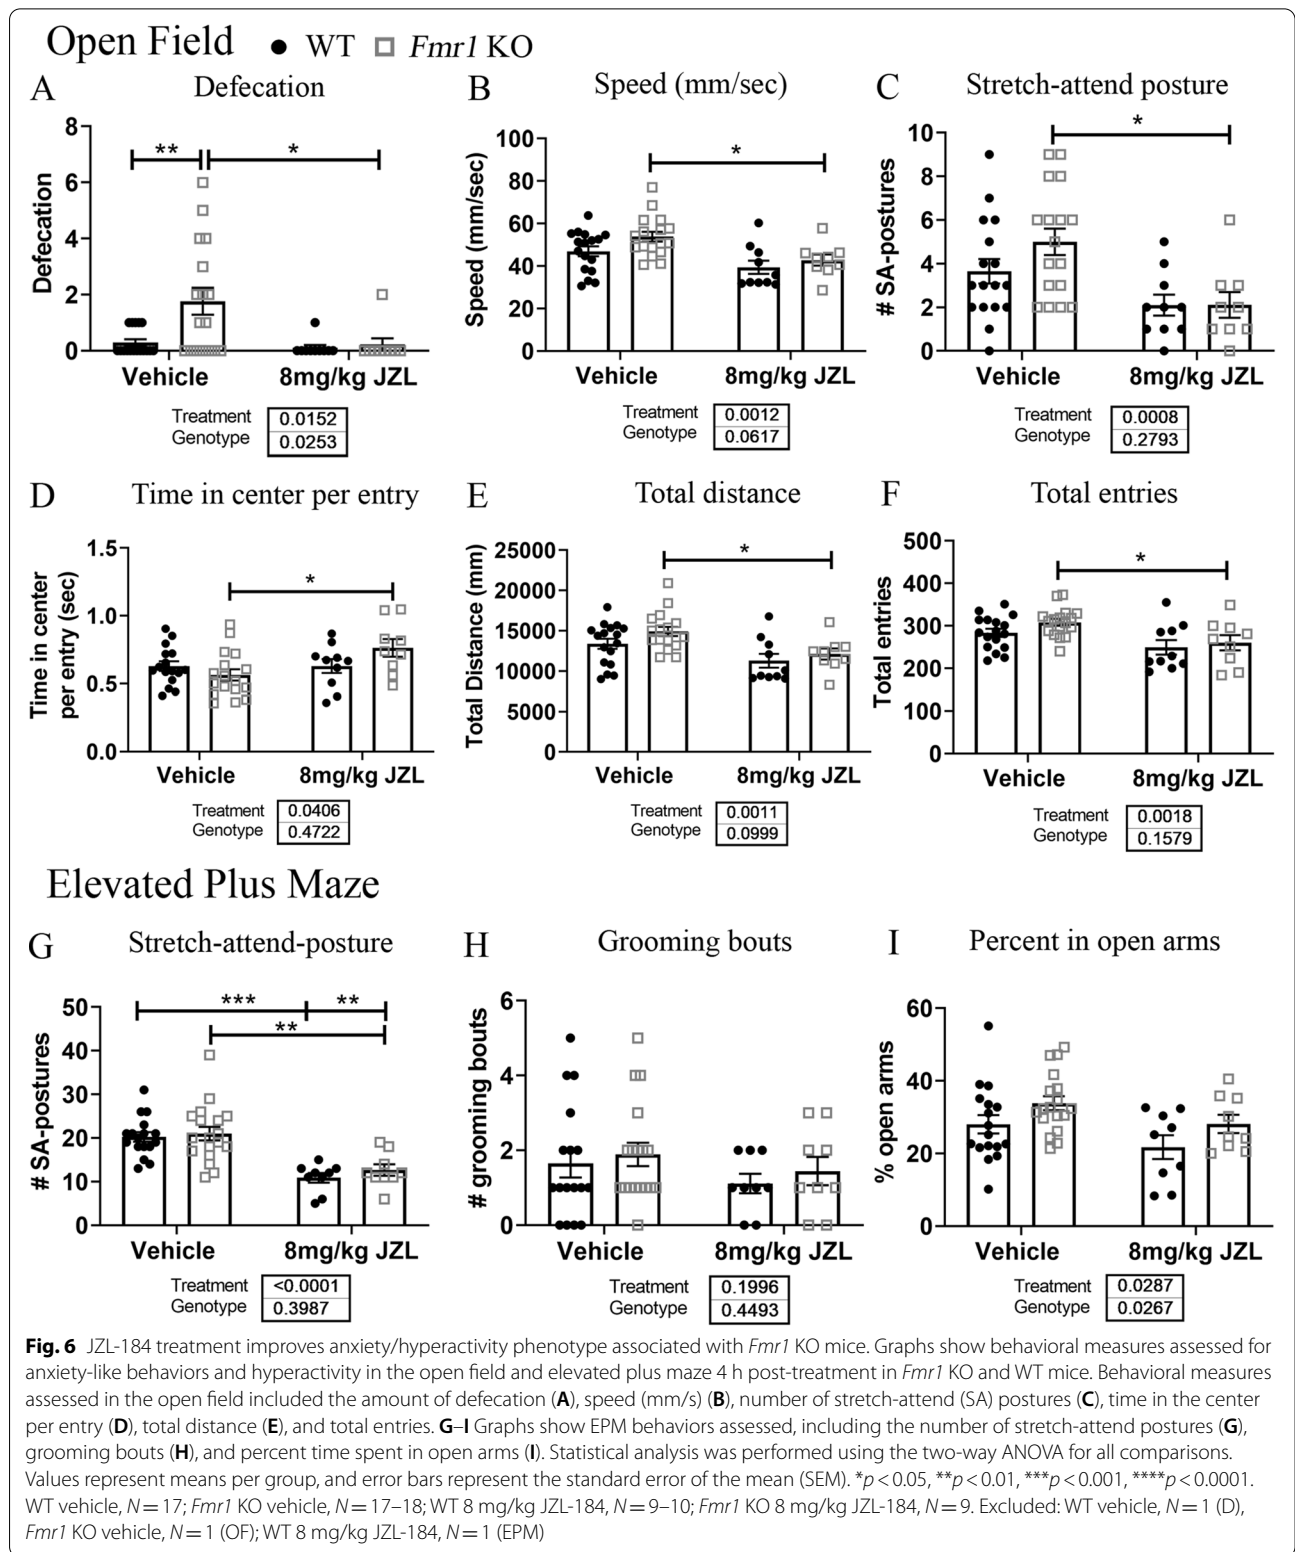 Open Field ● WT □ Fmr1 KO
A Defecation
8
6
4
2
0
Defecation
** *
Vehicle 8mg/kg JZL
Treatment 0.0152
Genotype 0.0253
B Speed (mm/sec)
100
80
60
40
20
0
Speed (mm/sec)
*
Vehicle 8mg/kg JZL
Treatment 0.0012
Genotype 0.0617
C Stretch-attend posture
10
8
6
4
2
0
# SA-postures
*
Vehicle 8mg/kg JZL
Treatment 0.0008
Genotype 0.2793
D Time in center per entry
1.5
1.0
0.5
0.0
Time in center
per entry (sec)
*
Vehicle 8mg/kg JZL
Treatment 0.0406
Genotype 0.4722
E Total distance
25000
20000
15000
10000
5000
0
Total Distance (mm)
*
Vehicle 8mg/kg JZL
Treatment 0.0011
Genotype 0.0999
F Total entries
500
400
300
200
100
0
Total entries
*
Vehicle 8mg/kg JZL
Treatment 0.0018
Genotype 0.1579
Elevated Plus Maze
G Stretch-attend-posture
50
40
30
20
10
0
# SA-postures
*** **
**
Vehicle 8mg/kg JZL
Treatment <0.0001
Genotype 0.3987
H Grooming bouts
6
4
2
0
# grooming bouts
Vehicle 8mg/kg JZL
Treatment 0.1996
Genotype 0.4493
I Percent in open arms
60
40
20
0
% open arms
Vehicle 8mg/kg JZL
Treatment 0.0287
Genotype 0.0267
Fig. 6 JZL-184 treatment improves anxiety/hyperactivity phenotype associated with Fmr1 KO mice. Graphs show behavioral measures assessed for
anxiety-like behaviors and hyperactivity in the open field and elevated plus maze 4 h post-treatment in Fmr1 KO and WT mice. Behavioral measures
assessed in the open field included the amount of defecation (A), speed (mm/s) (B), number of stretch-attend (SA) postures (C), time in the center
per entry (D), total distance (E), and total entries. G–I Graphs show EPM behaviors assessed, including the number of stretch-attend postures (G),
grooming bouts (H), and percent time spent in open arms (I). Statistical analysis was performed using the two-way ANOVA for all comparisons.
Values represent means per group, and error bars represent the standard error of the mean (SEM). *p < 0.05, **p < 0.01, ***p < 0.001, ****p < 0.0001.
WT vehicle, N = 17; Fmr1 KO vehicle, N = 17–18; WT 8 mg/kg JZL-184, N = 9–10; Fmr1 KO 8 mg/kg JZL-184, N = 9. Excluded: WT vehicle, N = 1 (D),
Fmr1 KO vehicle, N = 1 (OF); WT 8 mg/kg JZL-184, N = 1 (EPM)